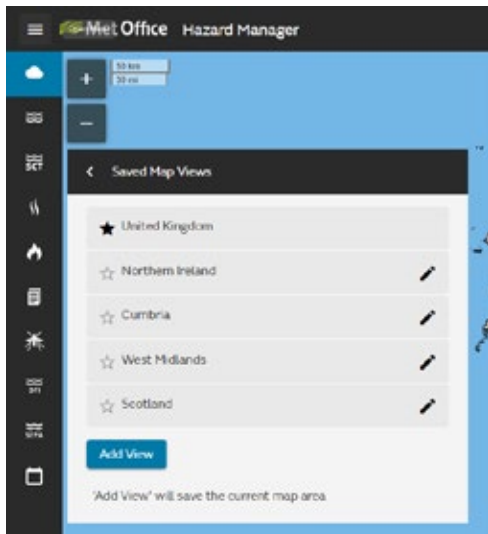 Met Office Hazard Manager
50 km
30 mi
SCT
Saved Map Views
United Kingdom
Northern Ireland
Cumbria
West Midlands
Scotland
Add View
'Add View' will save the current map area